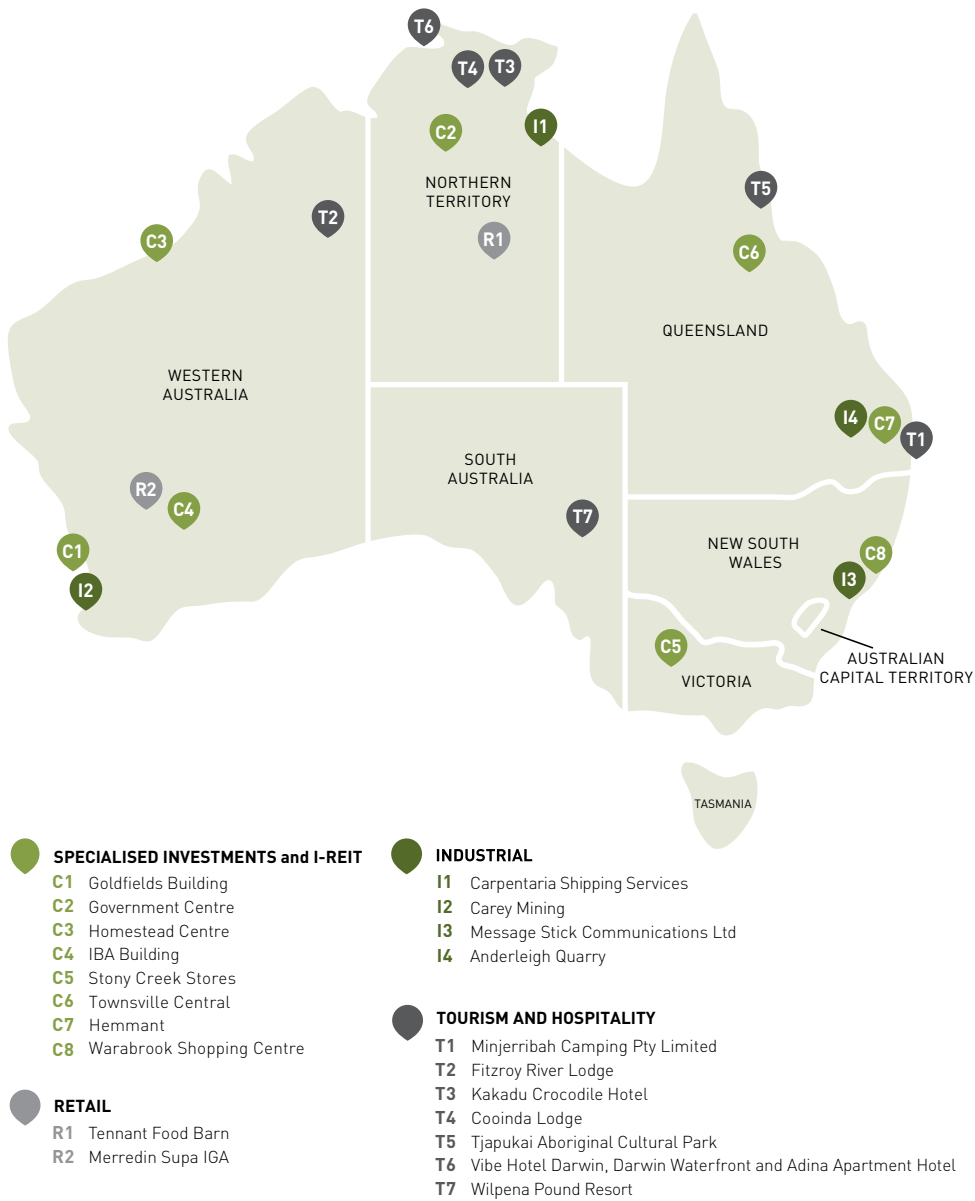 T6
T4
T3
C2
I1
NORTHERN
TERRITORY
T5
T2
R1
C3
C6
QUEENSLAND
WESTERN
AUSTRALIA
I4
C7
T1
SOUTH
AUSTRALIA
R2
C4
T7
NEW SOUTH
WALES
C1
C8
I2
I3
C5
VICTORIA
AUSTRALIAN
CAPITAL TERRITORY
TASMANIA
SPECIALISED INVESTMENTS and I-REIT
C1 Goldfields Building
C2 Government Centre
C3 Homestead Centre
C4 IBA Building
C5 Stony Creek Stores
C6 Townsville Central
C7 Hemmant
C8 Warabrook Shopping Centre
RETAIL
R1 Tennant Food Barn
R2 Merredin Supa IGA
INDUSTRIAL
I1 Carpentaria Shipping Services
I2 Carey Mining
I3 Message Stick Communications Ltd
I4 Anderleigh Quarry
TOURISM AND HOSPITALITY
T1 Minjerribah Camping Pty Limited
T2 Fitzroy River Lodge
T3 Kakadu Crocodile Hotel
T4 Cooinda Lodge
T5 Tjapukai Aboriginal Cultural Park
T6 Vibe Hotel Darwin, Darwin Waterfront and Adina Apartment Hotel
T7 Wilpena Pound Resort